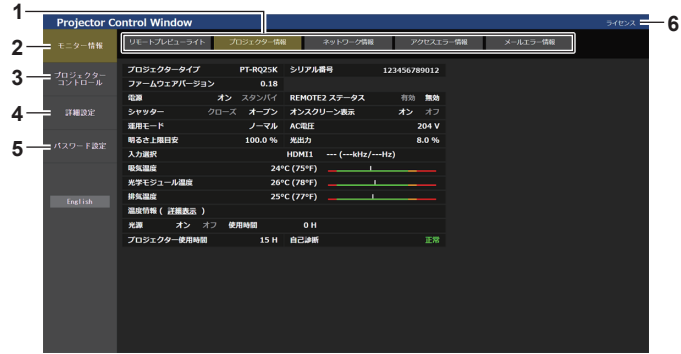 1
Projector Control Window
ライセンス
6
2
モニター情報
リモートプレビューライト
プロジェクター情報
ネットワーク情報
アクセスエラー情報
メールエラー情報
3
プロジェクター
コントロール
4
詳細設定
5
パスワード設定
English
プロジェクタータイプ PT-RQ25K シリアル番号 123456789012
ファームウェアバージョン 0.18
電源 オン スタンバイ REMOTE2 ステータス 有効 無効
シャッター クローズ オープン オンスクリーン表示 オン オフ
運用モード ノーマル AC電圧 204 V
明るさ上限目安 100.0 % 光出力 8.0 %
入力選択 HDMI1 --- (---kHz/---Hz)
吸気温度 24°C (75°F)
光学モジュール温度 26°C (78°F)
排気温度 25°C (77°F)
温度情報 ( 詳細表示 )
光源 オン オフ 使用時間 0 H
プロジェクター使用時間 15 H 自己診断 正常